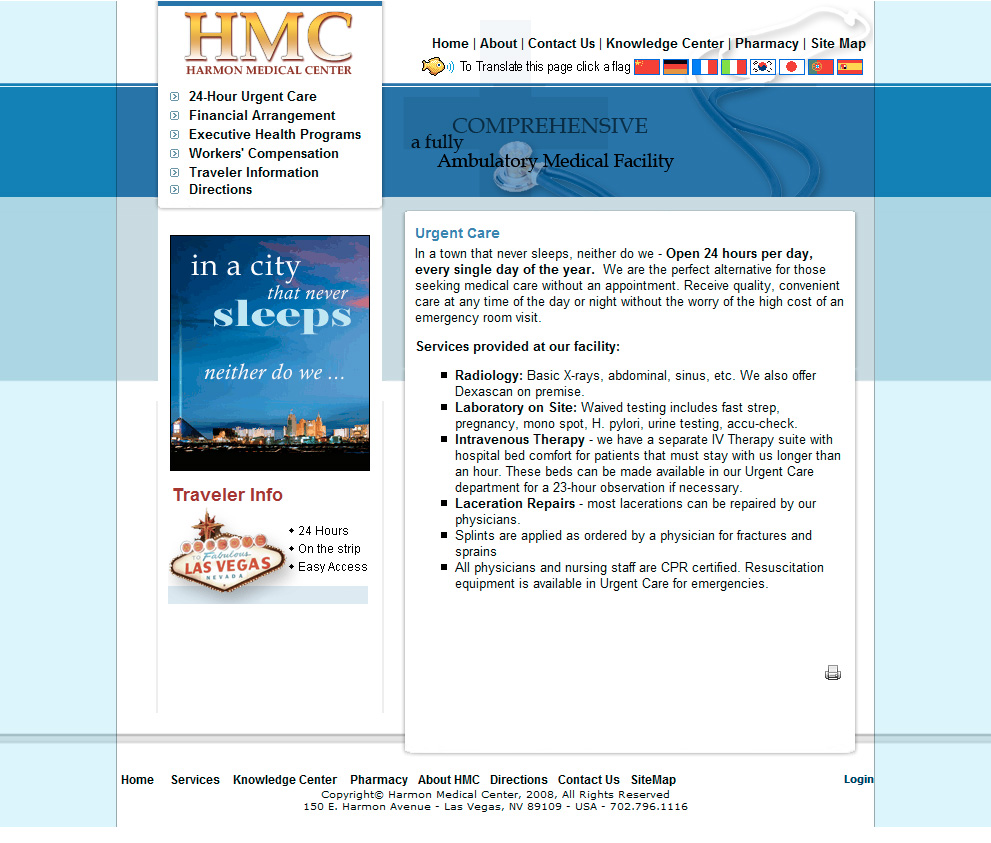 HMC
HARMON MEDICAL CENTER
Home | About | Contact Us | Knowledge Center | Pharmacy | Site Map
To Translate this page click a flag
24-Hour Urgent Care
Financial Arrangement
Executive Health Programs
Workers' Compensation
Traveler Information
Directions
COMPREHENSIVE
a fully
Ambulatory Medical Facility
in a city
that never
sleeps
neither do we ...
Traveler Info
WELCOME
TO Fabulous
LAS VEGAS
NEVADA
24 Hours
On the strip
Easy Access
Urgent Care
In a town that never sleeps, neither do we - Open 24 hours per day,
every single day of the year. We are the perfect alternative for those
seeking medical care without an appointment. Receive quality, convenient
care at any time of the day or night without the worry of the high cost of an
emergency room visit.
Services provided at our facility:
Radiology: Basic X-rays, abdominal, sinus, etc. We also offer
Dexascan on premise.
Laboratory on Site: Waived testing includes fast strep,
pregnancy, mono spot, H. pylori, urine testing, accu-check.
Intravenous Therapy - we have a separate IV Therapy suite with
hospital bed comfort for patients that must stay with us longer than
an hour. These beds can be made available in our Urgent Care
department for a 23-hour observation if necessary.
Laceration Repairs - most lacerations can be repaired by our
physicians.
Splints are applied as ordered by a physician for fractures and
sprains
All physicians and nursing staff are CPR certified. Resuscitation
equipment is available in Urgent Care for emergencies.
Home Services Knowledge Center Pharmacy About HMC Directions Contact Us SiteMap Login
Copyright© Harmon Medical Center, 2008, All Rights Reserved
150 E. Harmon Avenue - Las Vegas, NV 89109 - USA - 702.796.1116